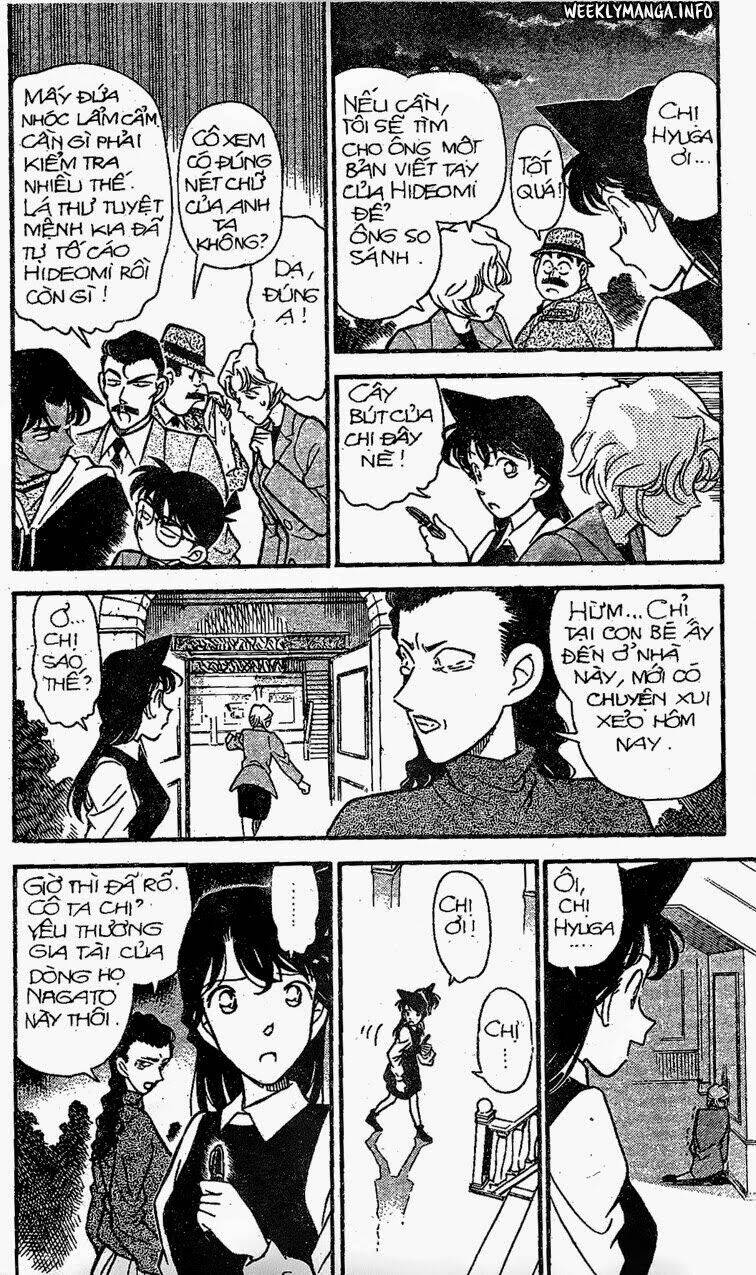 WEEKLYMANGA.INFO
MẤY ĐỨA
NHÓC LẨM CẨM
CẦN GÌ PHẢI
KIỂM TRA
NHIỀU THẾ.
LÁ THƯ TUYỆT
MỆNH KIA ĐÃ
TỰ TỐ CÁO
HIDEOMI RỒI
CÒN GÌ!
CÔ XEM
CÓ ĐÚNG
NÉT CHỮ
CỦA ANH
TA
KHÔNG?
DẠ,
ĐÚNG
Ạ!
NẾU CẦN,
TÔI SẼ TÌM
CHO ÔNG MỘT
BẢN VIẾT TAY
CỦA HIDEOMI
ĐỂ
ÔNG SO
SÁNH.
TỐT
QUÁ!
CHỊ
HYUGA
ƠI...
CÂY
BÚT CỦA
CHỊ ĐÂY
NÈ!
Ơ...
CHỊ
SAO
THẾ?
HỪM... CHỈ
TẠI CON BÉ ẤY
ĐẾN Ở NHÀ
NÀY, MỚI CÓ
CHUYỆN XUI
XẺO HÔM
NAY.
GIỜ THÌ ĐÃ RÕ.
CÔ TA CHỈ
YÊU THƯƠNG
GIA TÀI CỦA
DÒNG HỌ
NAGATO
NÀY THÔI.
......
CHỊ
ƠI!!
CHỊ
....
ÔI,
CHỊ
HYUGA
....